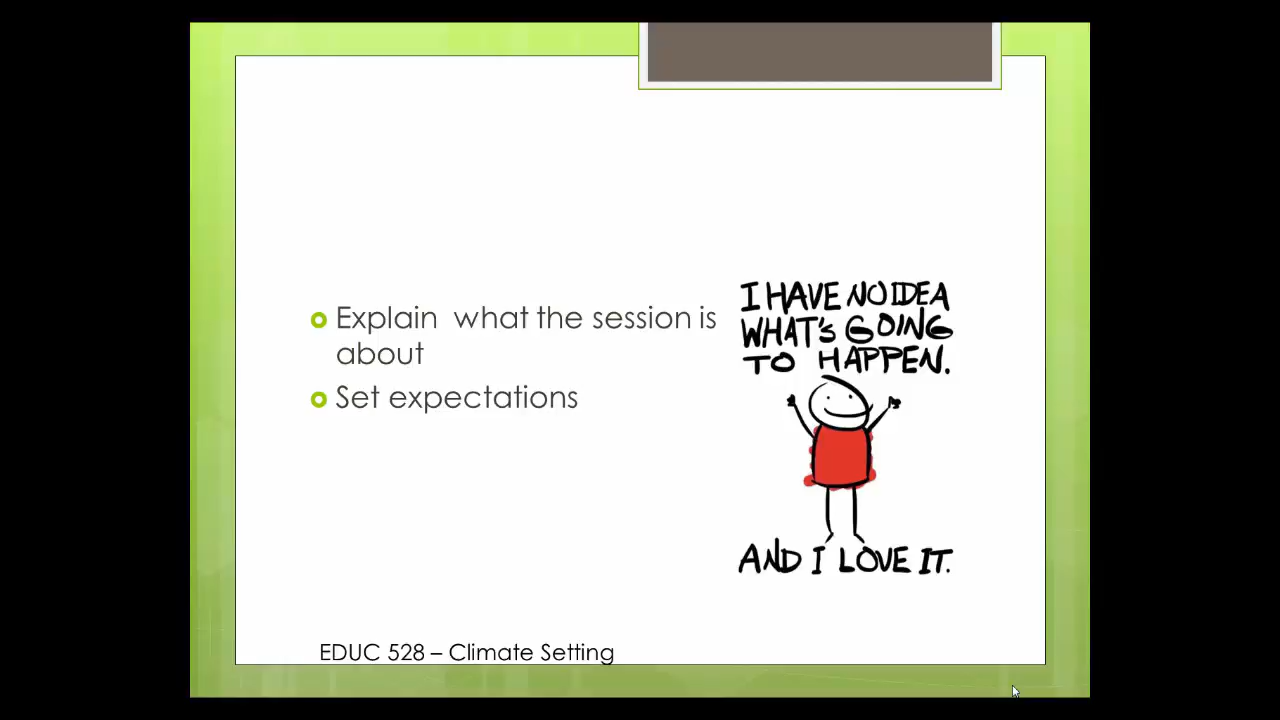 Explain  what the session is
about
Set expectations
I HAVE NO IDEA
WHAT'S GOING
TO HAPPEN.
AND I LOVE IT.
EDUC 528 – Climate Setting